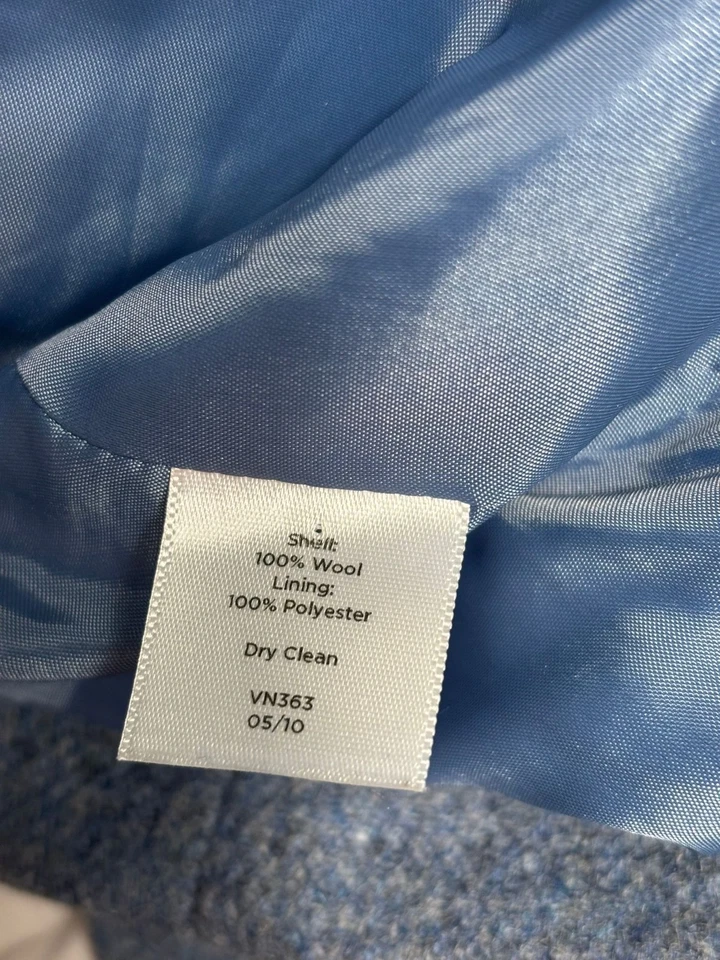 Shell:
100% Wool
Lining:
100% Polyester
Dry Clean
VN363
05/10